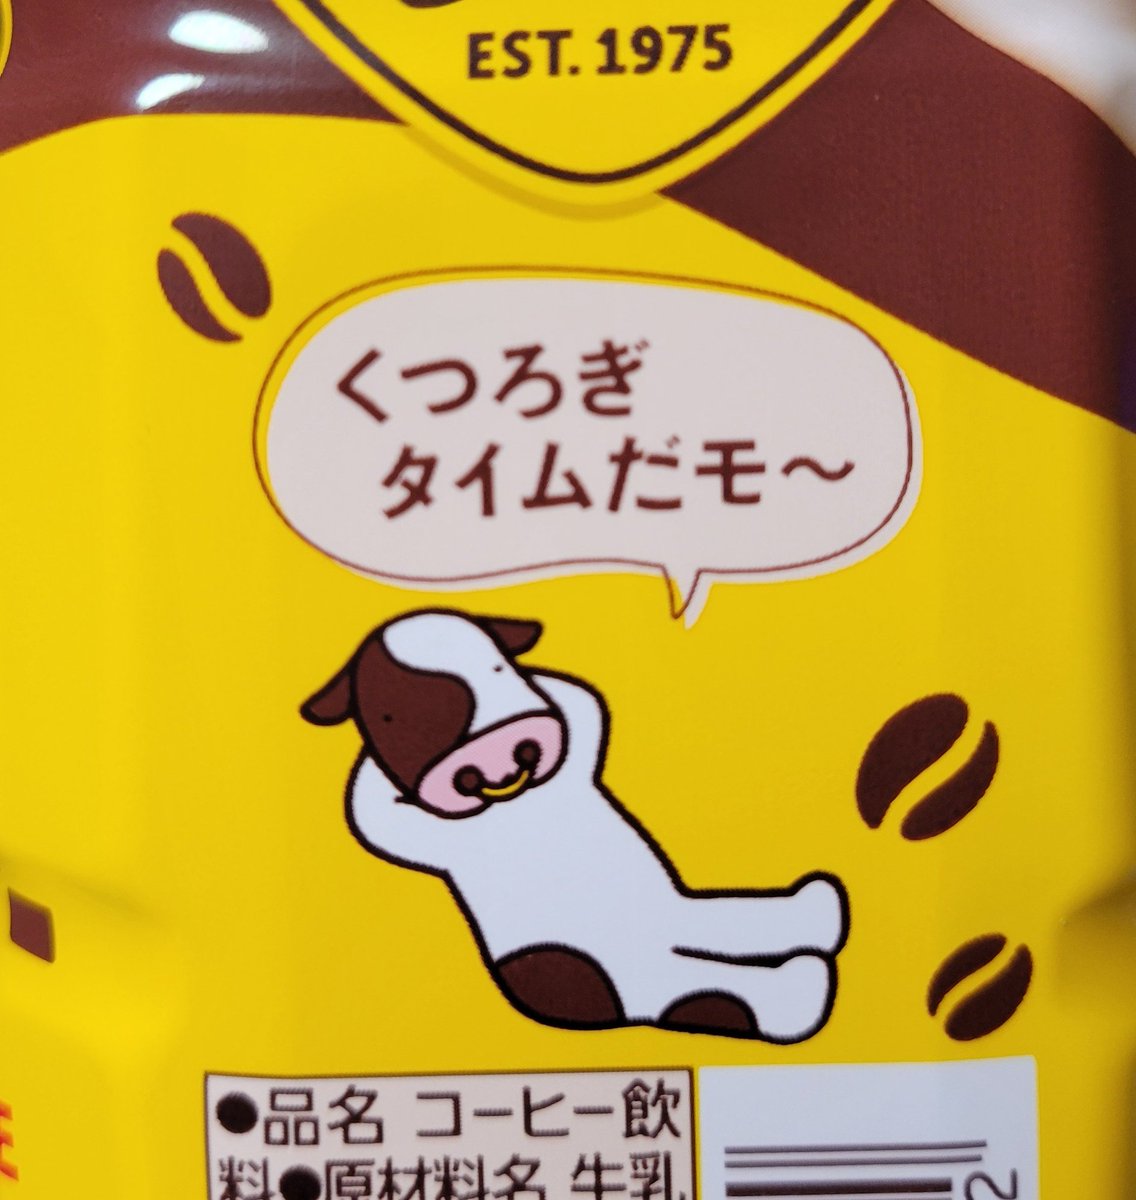 EST. 1975
くつろぎ
タイムだモ～
●品名 コーヒー飲
料●原材料名 牛乳